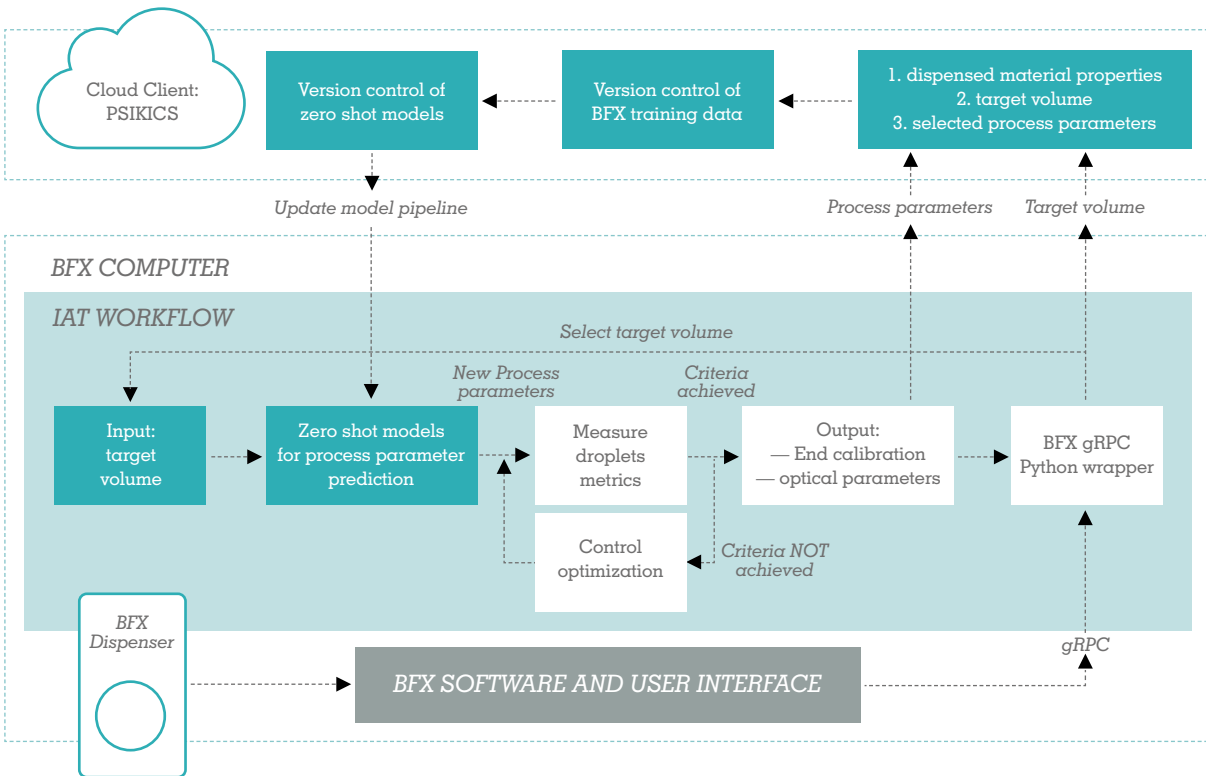 Cloud Client:
PSIKICS
Version control of
zero shot models
Version control of
BFX training data
1. dispensed material properties
2. target volume
3. selected process parameters
Update model pipeline
Process parameters
Target volume
BFX COMPUTER
IAT WORKFLOW
Select target volume
New Process
parameters
Criteria
achieved
Input:
target
volume
Zero shot models
for process parameter
prediction
Measure
droplets
metrics
Output:
— End calibration
— optical parameters
BFX gRPC
Python wrapper
Control
optimization
Criteria NOT
achieved
BFX
Dispenser
gRPC
BFX SOFTWARE AND USER INTERFACE